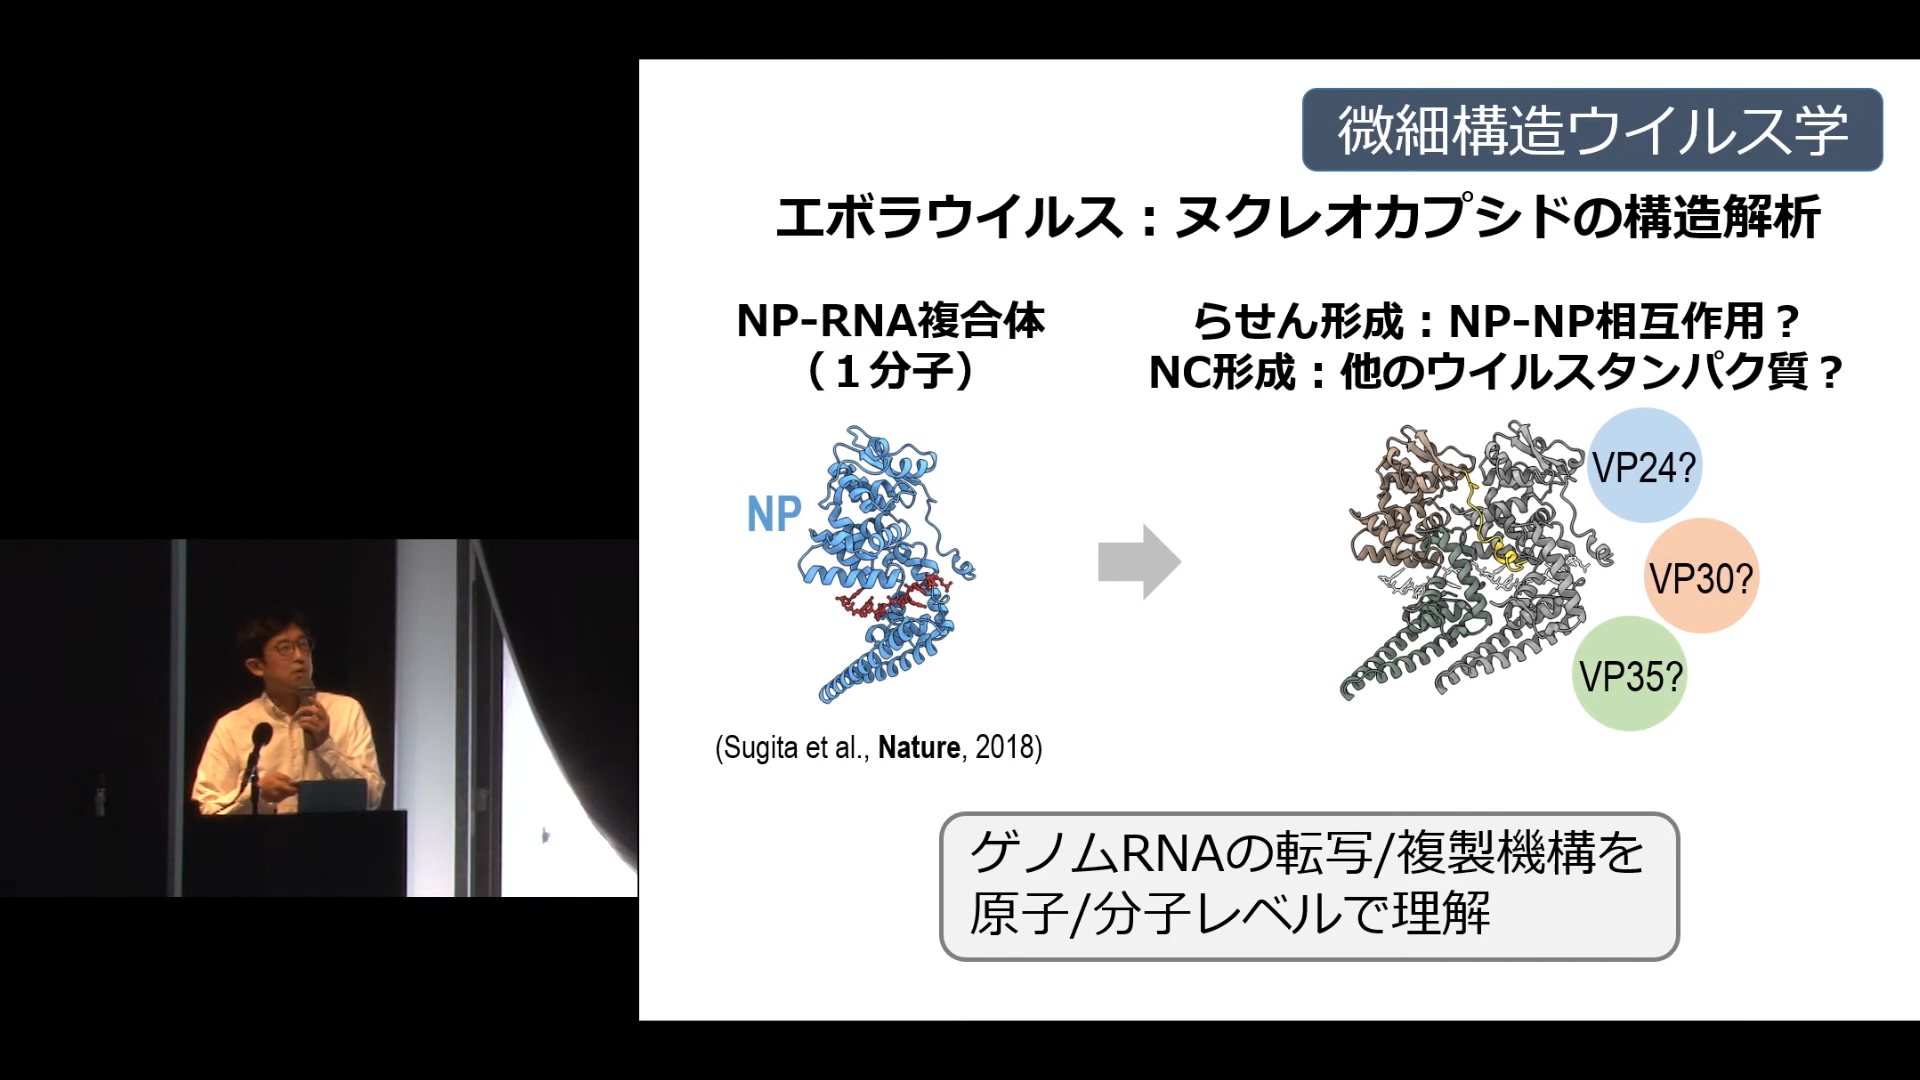 微細構造ウイルス学
エボラウイルス：ヌクレオカプシドの構造解析
NP-RNA複合体
（１分子）
NP
(Sugita et al., Nature, 2018)
らせん形成：NP-NP相互作用？
NC形成：他のウイルスタンパク質？
VP24?
VP30?
VP35?
ゲノムRNAの転写/複製機構を
原子/分子レベルで理解